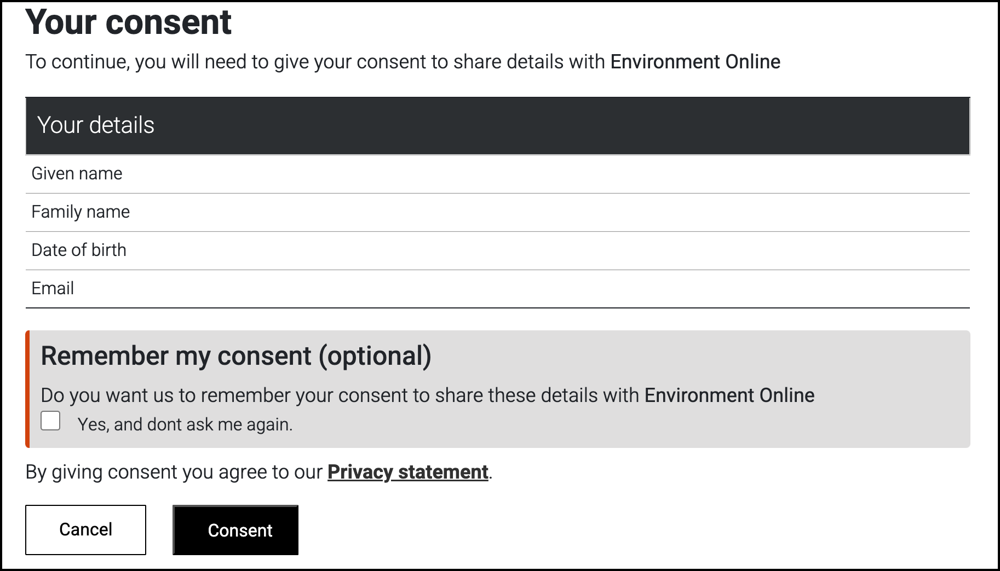 Your consent
To continue, you will need to give your consent to share details with Environment Online
Your details
Given name
Family name
Date of birth
Email
Remember my consent (optional)
Do you want us to remember your consent to share these details with Environment Online
Yes, and dont ask me again.
By giving consent you agree to our Privacy statement.
Cancel
Consent